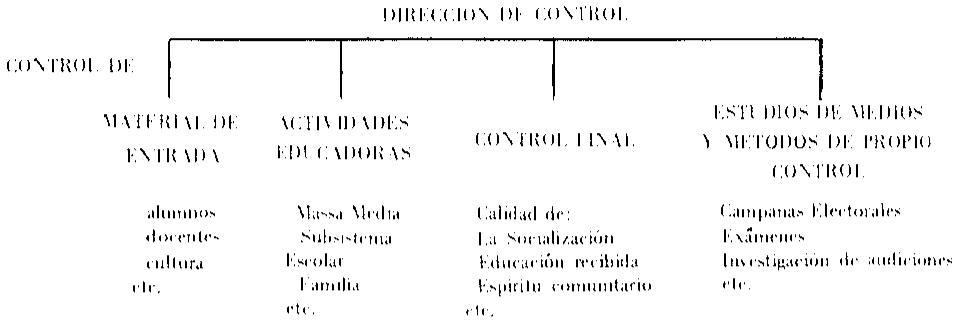 DIRECCION DE CONTROL
CONTROL DE
MATERIAL DE
ENTRADA
alumnos
docentes
cultura
etc.
ACTIVIDADES
EDUCADORAS
Massa Media
Subsistema
Escolar
Familia
etc.
CONTROL FINAL
Calidad de:
La Socialización
Educación recibida
Espíritu comunitario
etc.
ESTUDIOS DE MEDIOS
Y METODOS DE PROPIO
CONTROL
Campanas Electorales
Exámenes
Investigación de audiciones
etc.